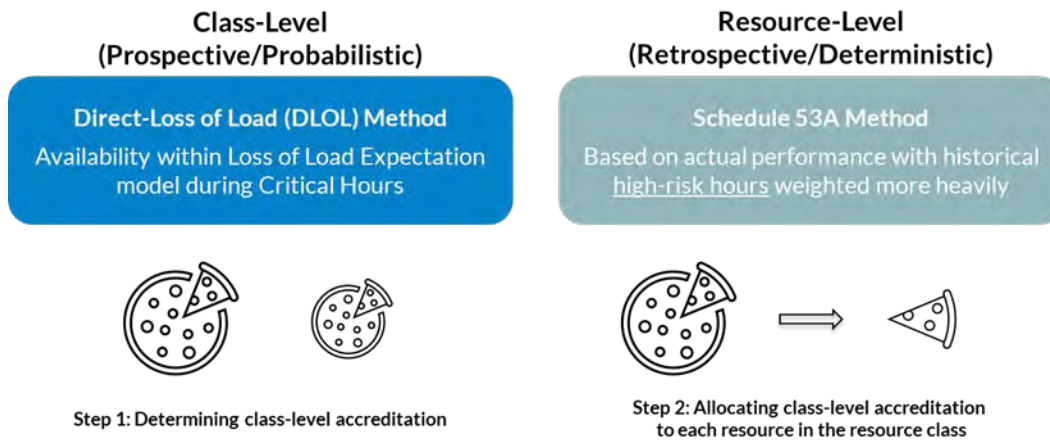 Class-Level
(Prospective/Probabilistic)
Direct-Loss of Load (DLOL) Method
Availability within Loss of Load Expectation
model during Critical Hours
Step 1: Determining class-level accreditation
Resource-Level
(Retrospective/Deterministic)
Schedule 53A Method
Based on actual performance with historical
high-risk hours weighted more heavily
Step 2: Allocating class-level accreditation
to each resource in the resource class